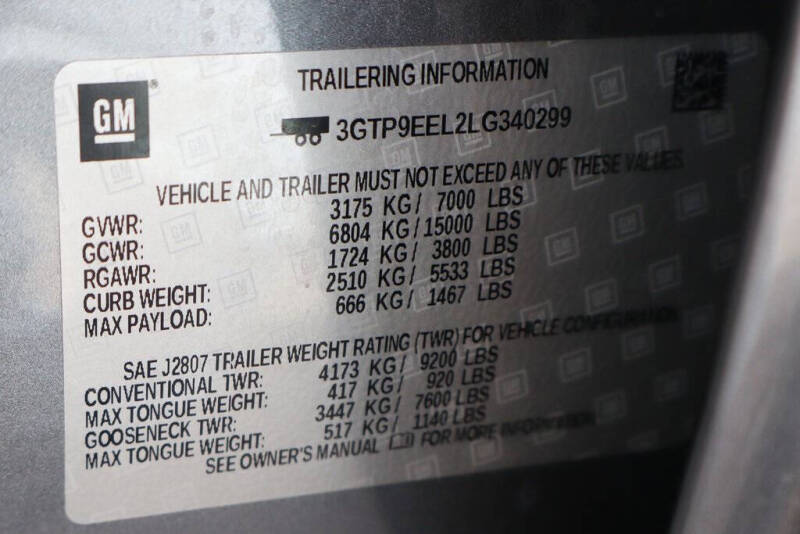 GM
TRAILERING INFORMATION
3GTP9EEL2LG340299
VEHICLE AND TRAILER MUST NOT EXCEED ANY OF THESE VALUES.
GVWR: 3175 KG/ 7000 LBS
GCWR: 6804 KG/15000 LBS
RGAWR: 1724 KG/ 3800 LBS
CURB WEIGHT: 2510 KG/ 5533 LBS
MAX PAYLOAD: 666 KG/ 1467 LBS
SAE J2807 TRAILER WEIGHT RATING (TWR) FOR VEHICLE CONFIGURATION
CONVENTIONAL TWR: 4173 KG/ 9200 LBS
MAX TONGUE WEIGHT: 417 KG/ 920 LBS
GOOSENECK TWR: 3447 KG/ 7600 LBS
MAX TONGUE WEIGHT: 517 KG/ 1140 LBS
SEE OWNER'S MANUAL FOR MORE INFORMATION